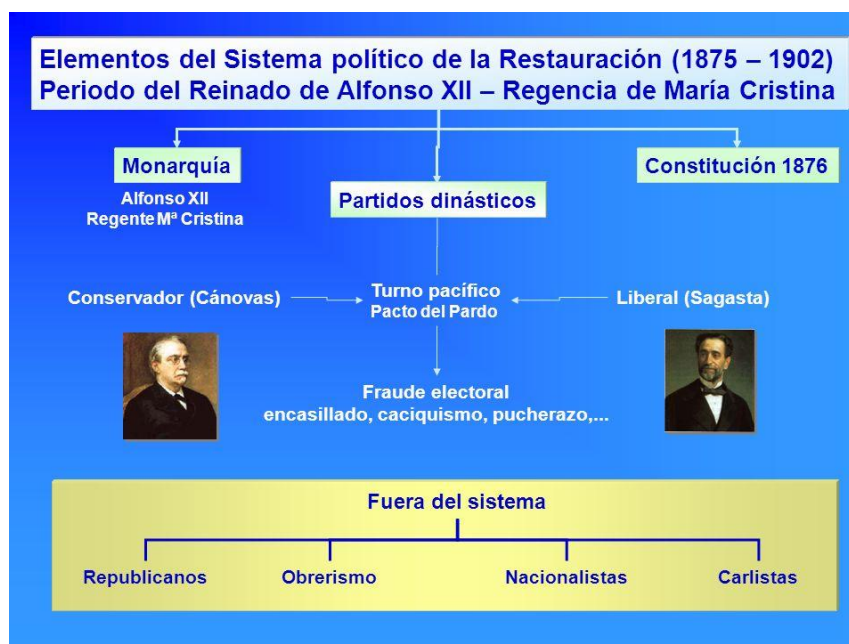 Elementos del Sistema político de la Restauración (1875 – 1902)
Periodo del Reinado de Alfonso XII – Regencia de María Cristina
Monarquía
Alfonso XII
Regente Mª Cristina
Partidos dinásticos
Constitución 1876
Conservador (Cánovas)
Turno pacífico
Pacto del Pardo
Liberal (Sagasta)
Fraude electoral
encasillado, caciquismo, pucherazo,...
Fuera del sistema
Republicanos
Obrerismo
Nacionalistas
Carlistas